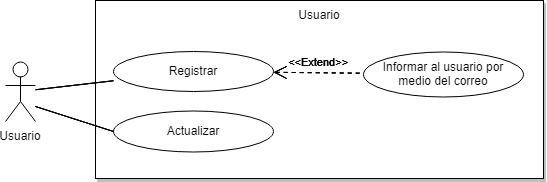 Usuario
<<Extend>>
Registrar
Informar al usuario por
medio del correo
Usuario
Actualizar